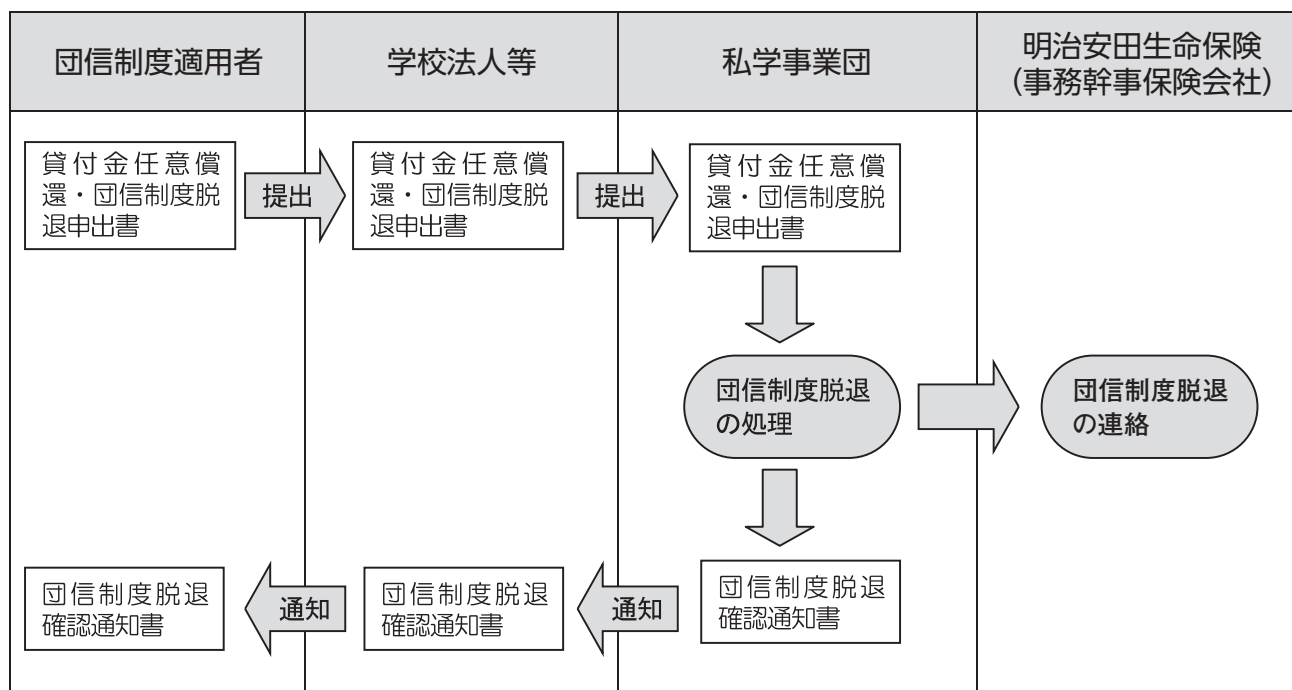 団信制度適用者
学校法人等
私学事業団
明治安田生命保険
(事務幹事保険会社)
貸付金任意償
還・団信制度脱
退申出書
提出
貸付金任意償
還・団信制度脱
退申出書
提出
貸付金任意償
還・団信制度脱
退申出書
団信制度脱退
の処理
団信制度脱退
の連絡
団信制度脱退
確認通知書
通知
団信制度脱退
確認通知書
通知
団信制度脱退
確認通知書